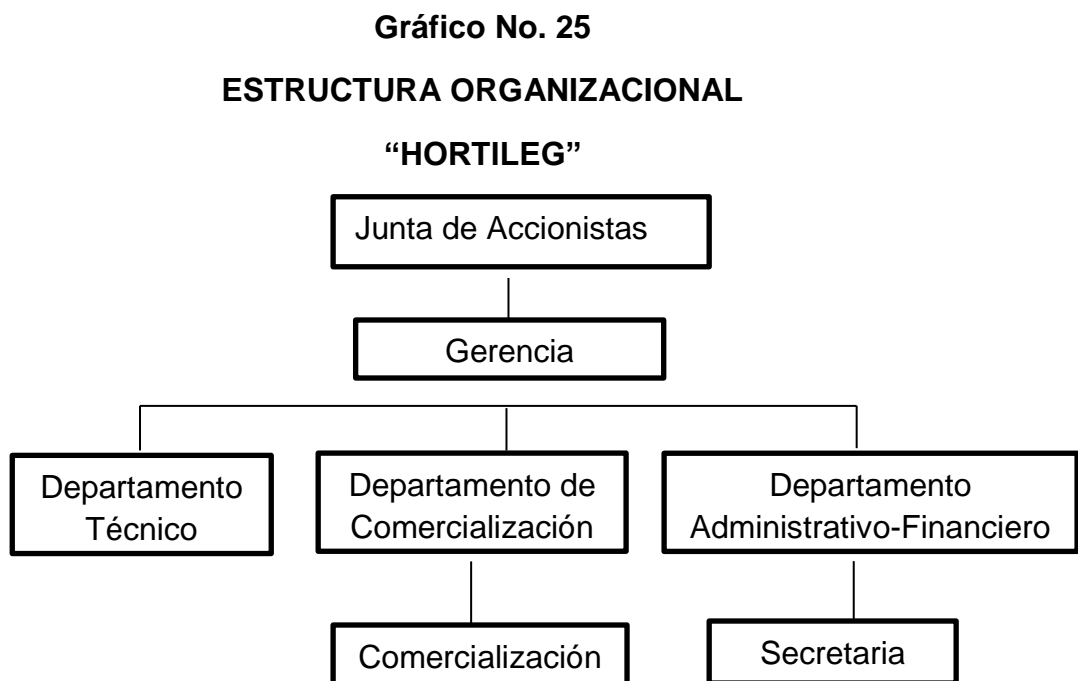 Gráfico No. 25
ESTRUCTURA ORGANIZACIONAL
“HORTILEG”
Junta de Accionistas
Gerencia
Departamento
Técnico
Departamento de
Comercialización
Departamento
Administrativo-Financiero
Comercialización
Secretaria